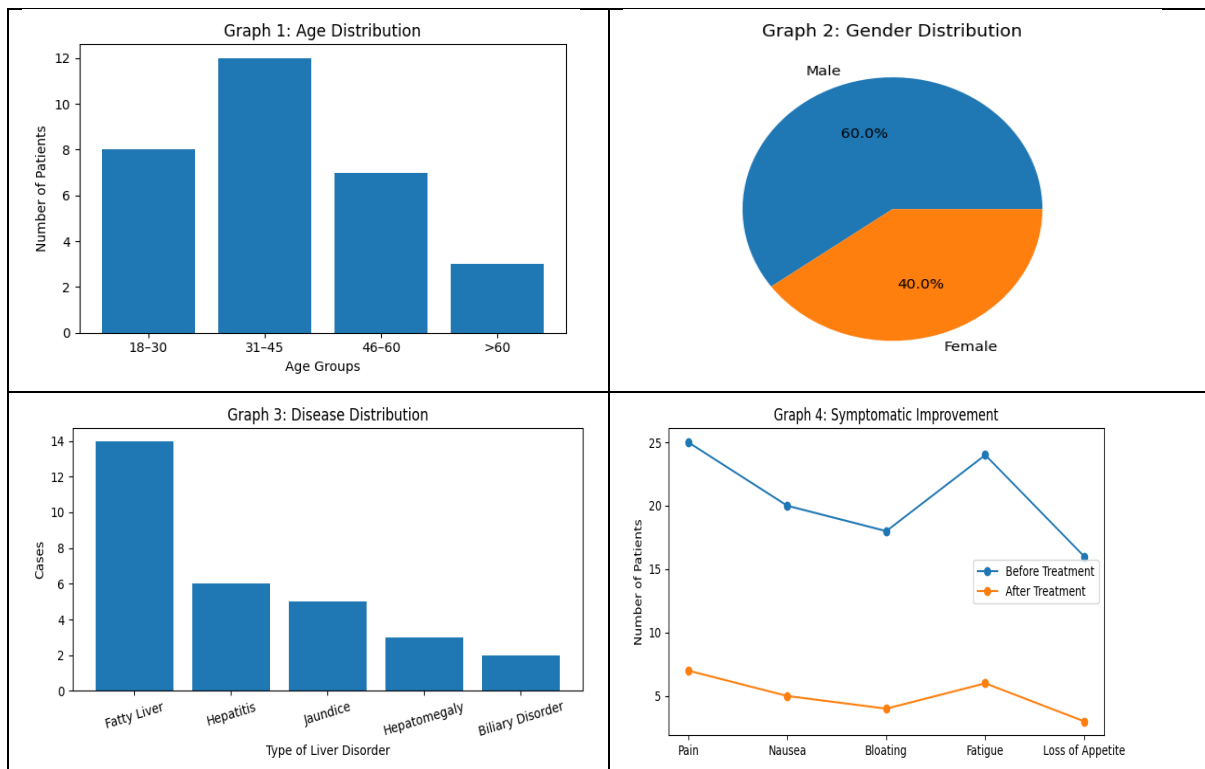 Graph 1: Age Distribution
12
10
8
6
4
2
0
Number of Patients
18–30 31–45 46–60 >60
Age Groups
Graph 2: Gender Distribution
Male
60.0%
40.0%
Female
Graph 3: Disease Distribution
14
12
10
8
6
4
2
0
Cases
Fatty Liver Hepatitis Jaundice Hepatomegaly Biliary Disorder
Type of Liver Disorder
Graph 4: Symptomatic Improvement
25
20
15
10
5
Number of Patients
Before Treatment
After Treatment
Pain Nausea Bloating Fatigue Loss of Appetite